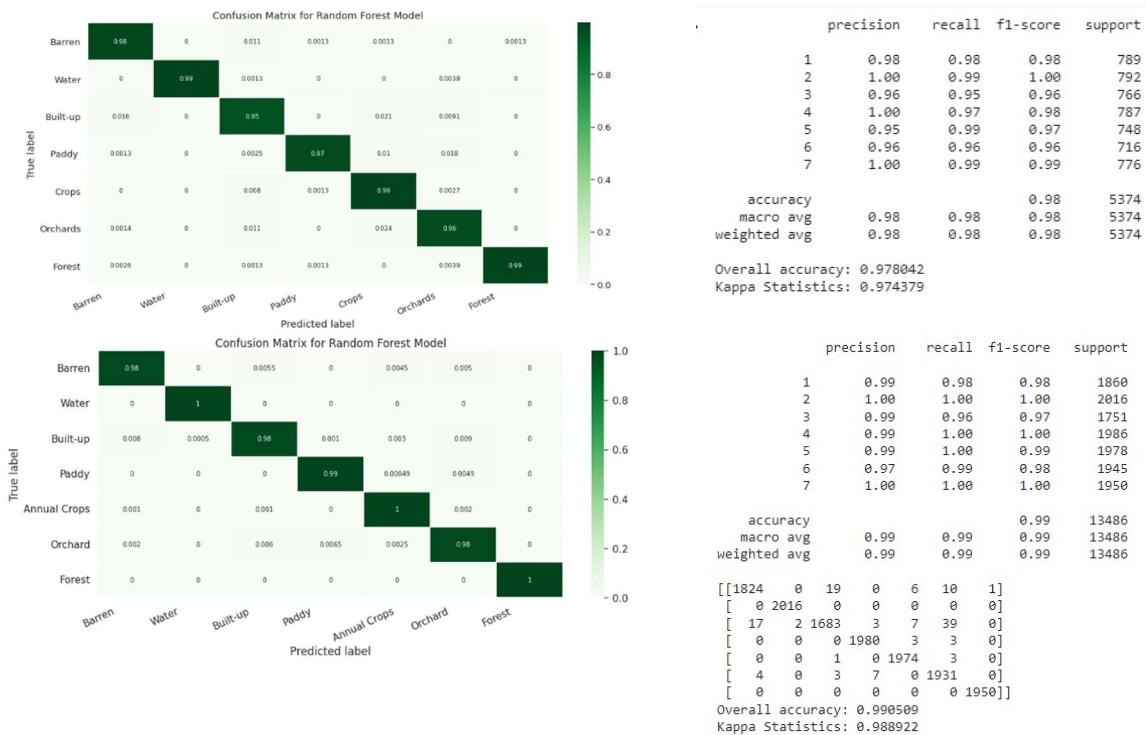 Confusion Matrix for Random Forest Model
Barren 0.98 0 0.011 0.0013 0.0013 0 0.0013
Water 0 0.99 0.0013 0 0 0.0038 0
Built-up 0.016 0 0.95 0 0.021 0.0091 0
Paddy 0.0013 0 0.0025 0.97 0.01 0.018 0
Crops 0 0 0.008 0.0013 0.99 0.0027 0
Orchards 0.0014 0 0.011 0 0.024 0.96 0
Forest 0.0026 0 0.0013 0.0013 0 0.0039 0.99
True label
Barren Water Built-up Paddy Crops Orchards Forest
Predicted label
0.8
0.6
0.4
0.2
0.0
precision recall f1-score support
1 0.98 0.98 0.98 789
2 1.00 0.99 1.00 792
3 0.96 0.95 0.96 766
4 1.00 0.97 0.98 787
5 0.95 0.99 0.97 748
6 0.96 0.96 0.96 716
7 1.00 0.99 0.99 776
accuracy 0.98 5374
macro avg 0.98 0.98 0.98 5374
weighted avg 0.98 0.98 0.98 5374
Overall accuracy: 0.978042
Kappa Statistics: 0.974379
Confusion Matrix for Random Forest Model
Barren 0.98 0 0.0055 0 0.0045 0.005 0
Water 0 1 0 0 0 0 0
Built-up 0.008 0.0005 0.98 0.001 0.003 0.009 0
Paddy 0 0 0 0.99 0.00049 0.0049 0
Annual Crops 0.001 0 0.001 0 1 0.002 0
Orchard 0.002 0 0.006 0.0065 0.0025 0.98 0
Forest 0 0 0 0 0 0 1
True label
Barren Water Built-up Paddy Annual Crops Orchard Forest
Predicted label
1.0
0.8
0.6
0.4
0.2
0.0
precision recall f1-score support
1 0.99 0.98 0.98 1860
2 1.00 1.00 1.00 2016
3 0.99 0.96 0.97 1751
4 0.99 1.00 1.00 1986
5 0.99 1.00 0.99 1978
6 0.97 0.99 0.98 1945
7 1.00 1.00 1.00 1950
accuracy 0.99 13486
macro avg 0.99 0.99 0.99 13486
weighted avg 0.99 0.99 0.99 13486
[[1824 0 19 0 6 10 1]
[ 0 2016 0 0 0 0 0]
[ 17 2 1683 3 7 39 0]
[ 0 0 0 1980 3 3 0]
[ 0 0 1 0 1974 3 0]
[ 4 0 3 7 0 1931 0]
[ 0 0 0 0 0 0 1950]]
Overall accuracy: 0.990509
Kappa Statistics: 0.988922